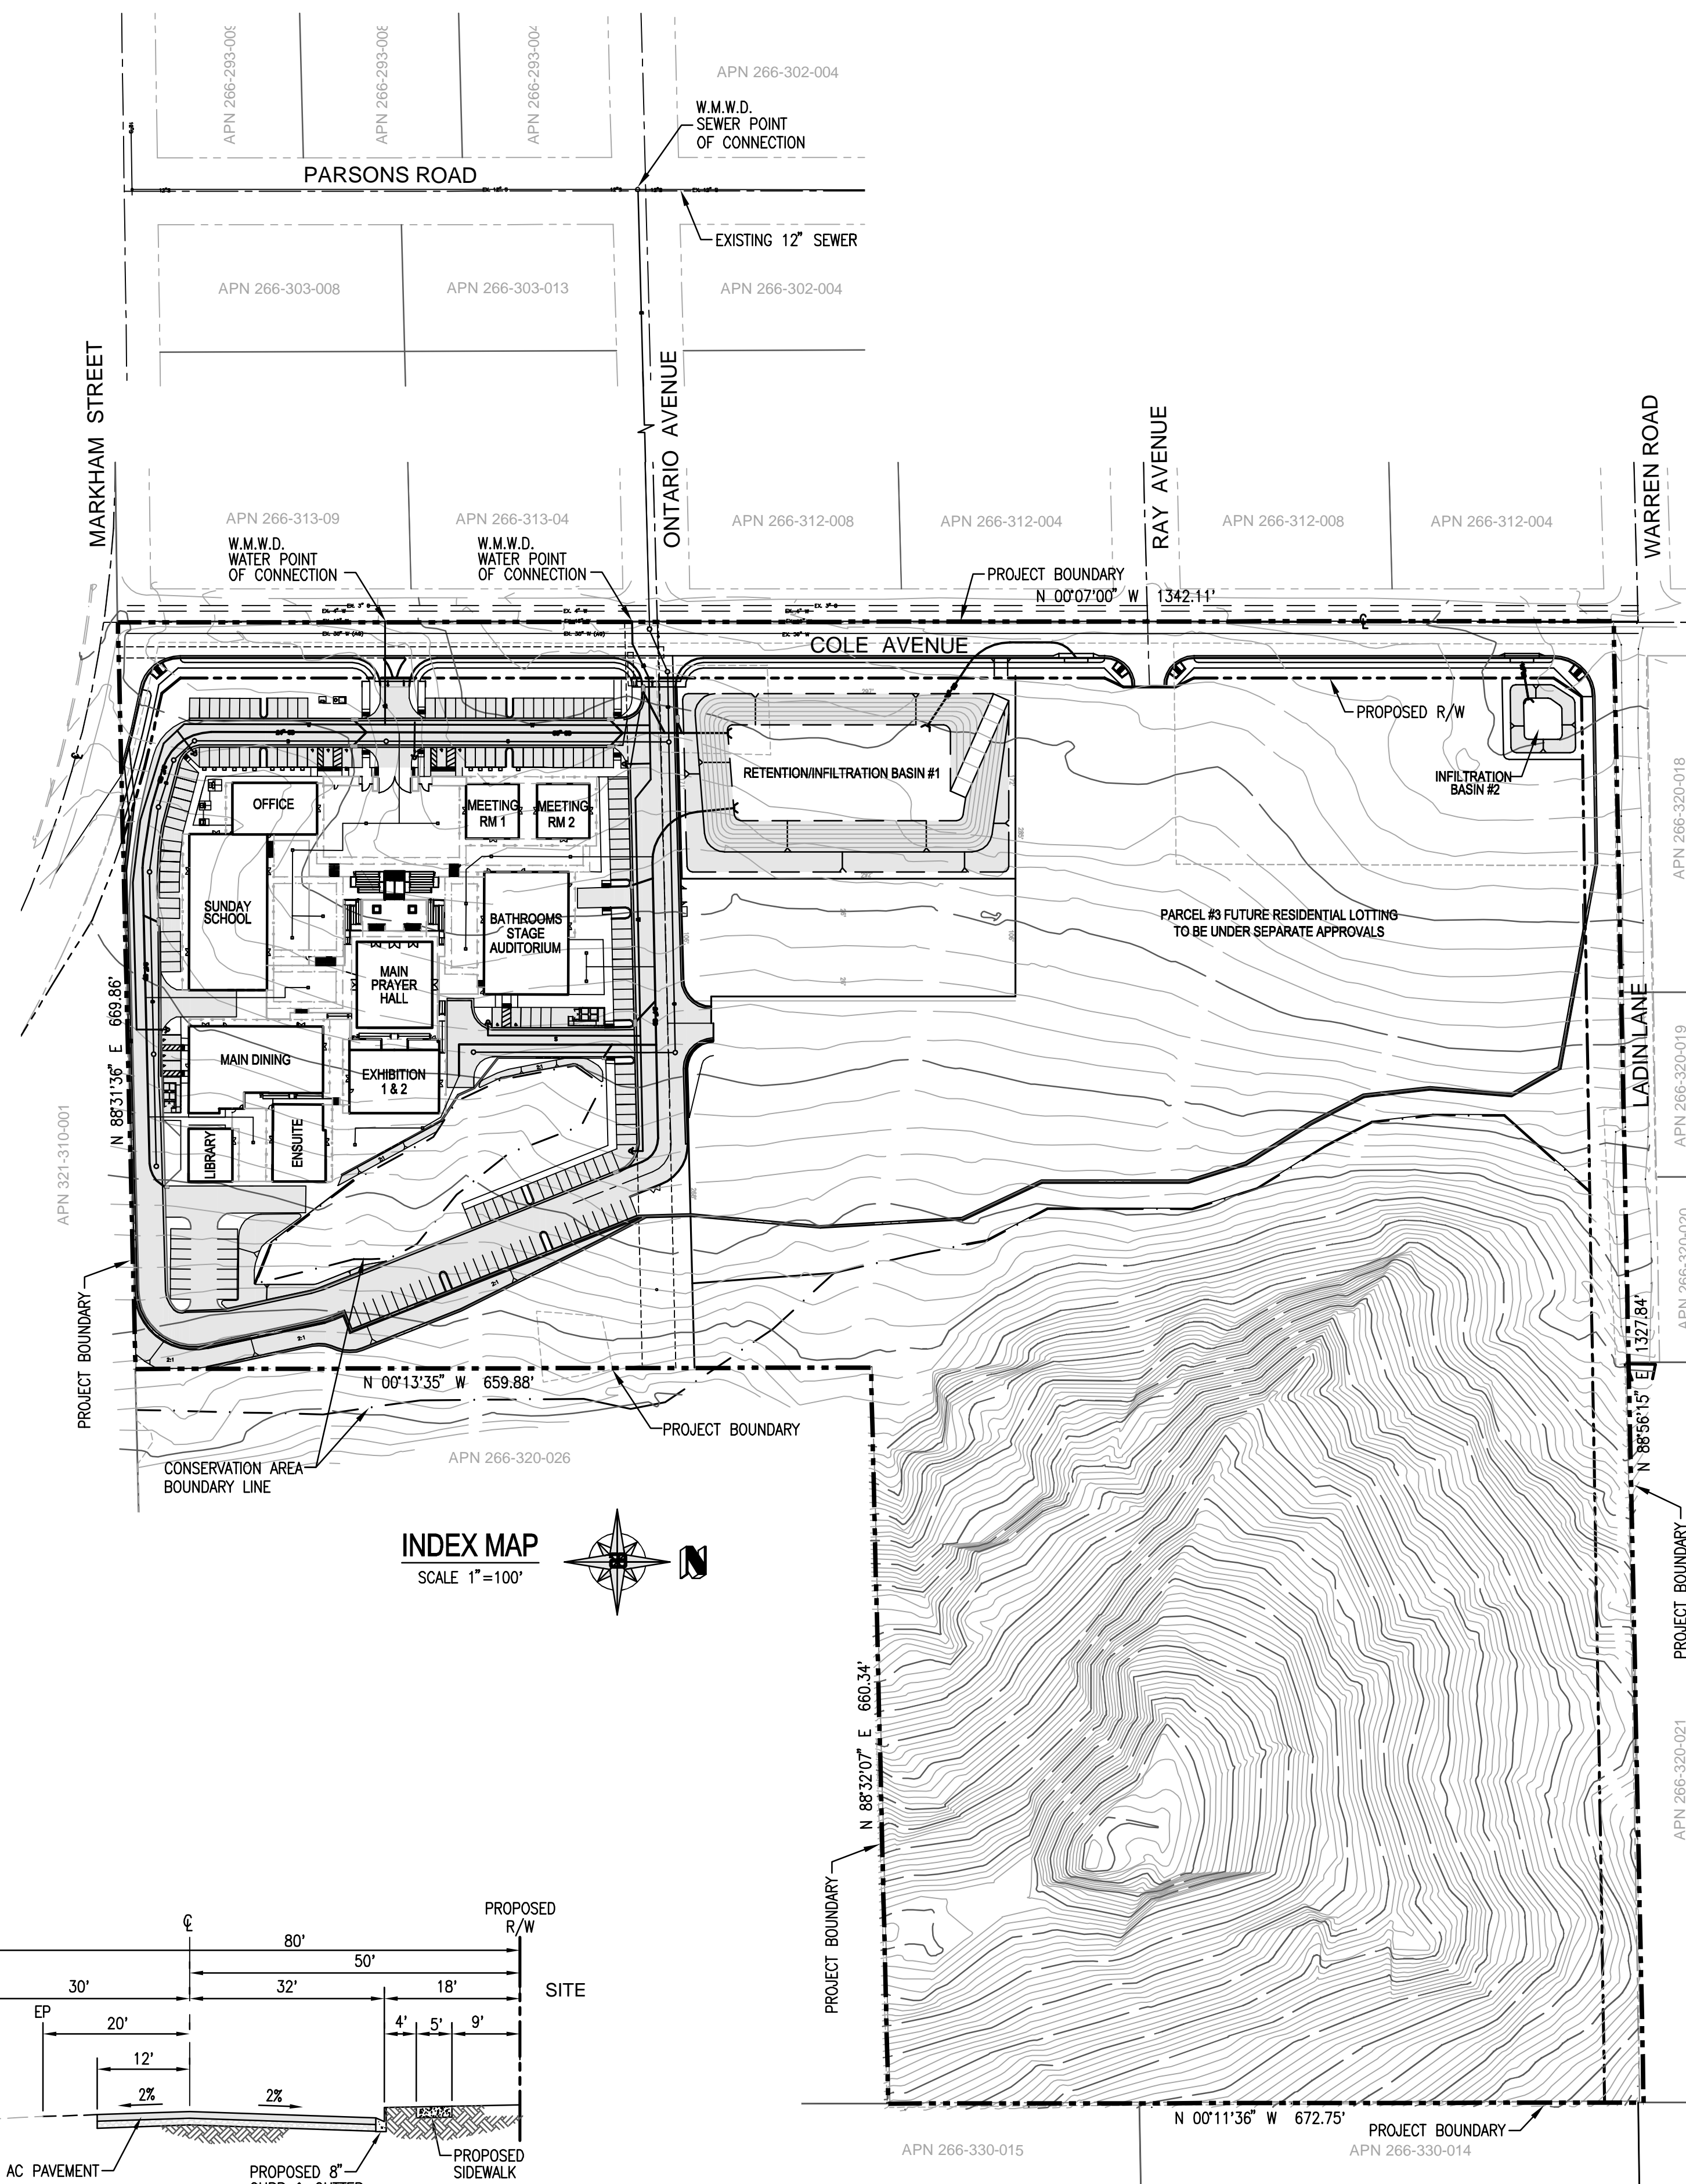 APN 266-293-008
APN 266-293-004
APN 266-302-004
W.M.W.D.
SEWER POINT
OF CONNECTION
PARSONS ROAD
EXISTING 12" SEWER
APN 266-303-008
APN 266-303-013
APN 266-302-004
MARKHAM STREET
ONTARIO AVENUE
RAY AVENUE
WARREN ROAD
APN 266-313-09
APN 266-313-04
APN 266-312-008
APN 266-312-004
APN 266-312-008
APN 266-312-004
W.M.W.D.
WATER POINT
OF CONNECTION
W.M.W.D.
WATER POINT
OF CONNECTION
PROJECT BOUNDARY
N 00°07'00" W 1342.11'
COLE AVENUE
PROPOSED R/W
OFFICE
MEETING
RM 1
MEETING
RM 2
RETENTION/INFILTRATION BASIN #1
INFILTRATION
BASIN #2
APN 266-320-018
SUNDAY
SCHOOL
BATHROOMS
STAGE
AUDITORIUM
MAIN
PRAYER
HALL
PARCEL #3 FUTURE RESIDENTIAL LOTTING
TO BE UNDER SEPARATE APPROVALS
N 88°31'36" E 669.86'
MAIN DINING
EXHIBITION
1 & 2
LIBRARY
ENSUITE
LADIN LANE
APN 266-320-019
APN 321-310-001
APN 266-320-020
2:1
2:1
2:1
PROJECT BOUNDARY
N 00°13'35" W 659.88'
PROJECT BOUNDARY
N 88°56'15" E 1327.84'
CONSERVATION AREA
BOUNDARY LINE
APN 266-320-026
PROJECT BOUNDARY
INDEX MAP
SCALE 1"=100'
N
N 88°32'07" E 660.34'
PROJECT BOUNDARY
APN 266-320-021
N 00°11'36" W 672.75'
PROJECT BOUNDARY
APN 266-330-015
APN 266-330-014
PROPOSED
R/W
80'
50'
30'
32'
18'
SITE
EP
20'
4'
5'
9'
12'
2%
2%
AC PAVEMENT
PROPOSED 8"
PROPOSED
SIDEWALK